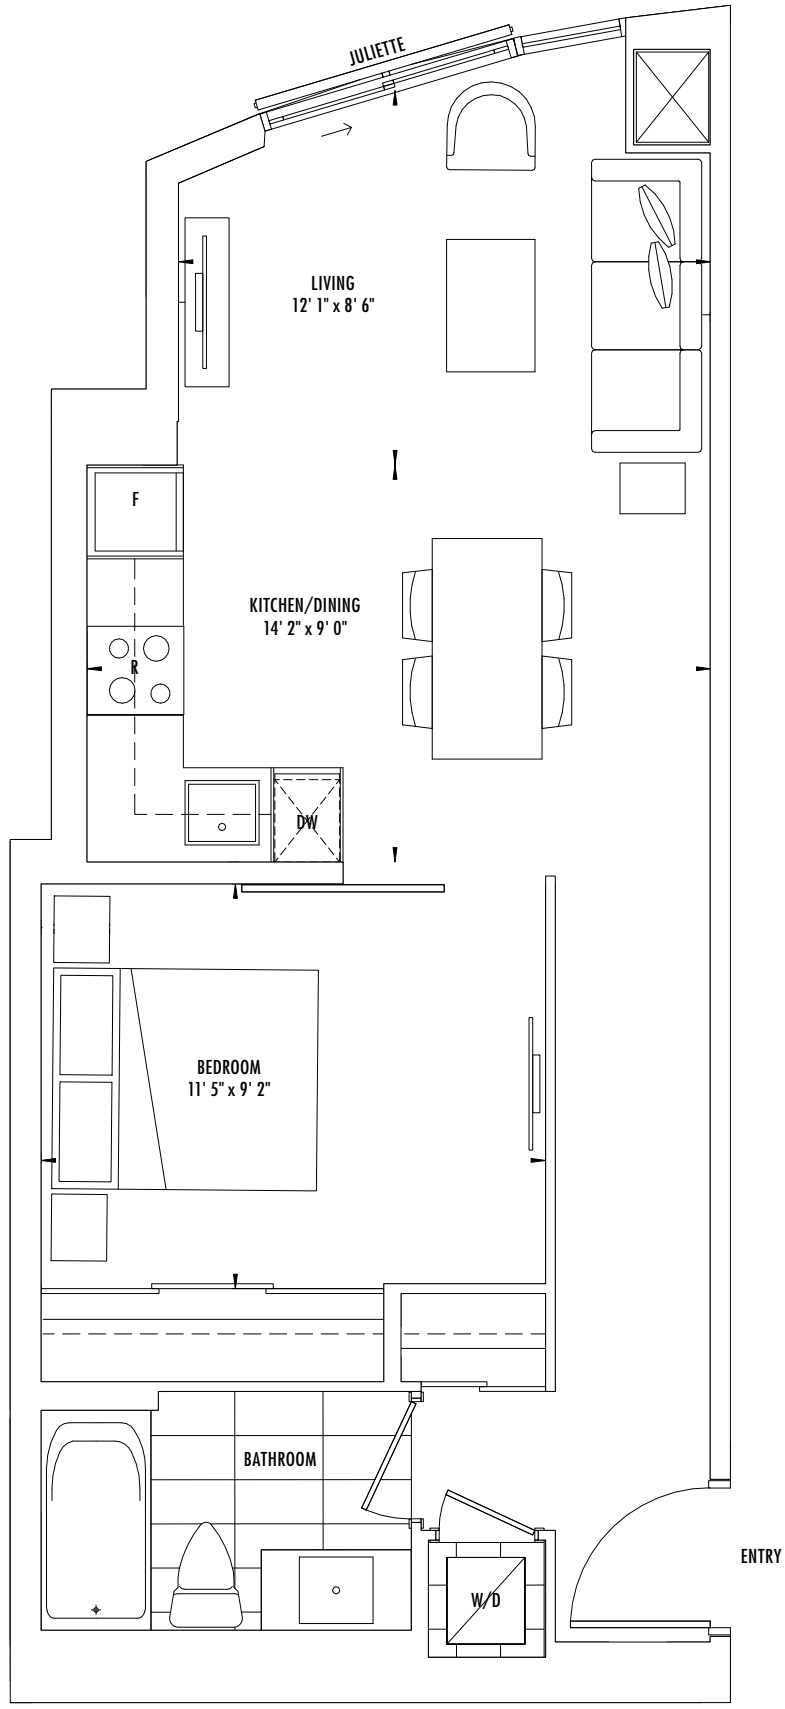 JULIETTE
LIVING
12' 1" x 8' 6"
F
KITCHEN/DINING
14' 2" x 9' 0"
R
DW
BEDROOM
11' 5" x 9' 2"
BATHROOM
ENTRY
W/D